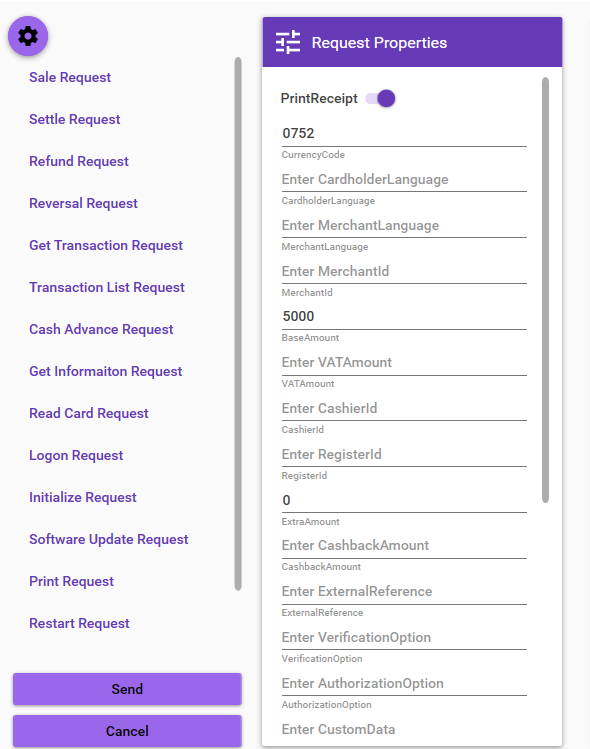 Sale Request
Settle Request
Refund Request
Reversal Request
Get Transaction Request
Transaction List Request
Cash Advance Request
Get Informaiton Request
Read Card Request
Logon Request
Initialize Request
Software Update Request
Print Request
Restart Request
Send
Cancel
Request Properties
PrintReceipt
0752
CurrencyCode
Enter CardholderLanguage
CardholderLanguage
Enter MerchantLanguage
MerchantLanguage
Enter MerchantId
MerchantId
5000
BaseAmount
Enter VATAmount
VATAmount
Enter CashierId
CashierId
Enter RegisterId
RegisterId
0
ExtraAmount
Enter CashbackAmount
CashbackAmount
Enter ExternalReference
ExternalReference
Enter VerificationOption
VerificationOption
Enter AuthorizationOption
AuthorizationOption
Enter CustomData